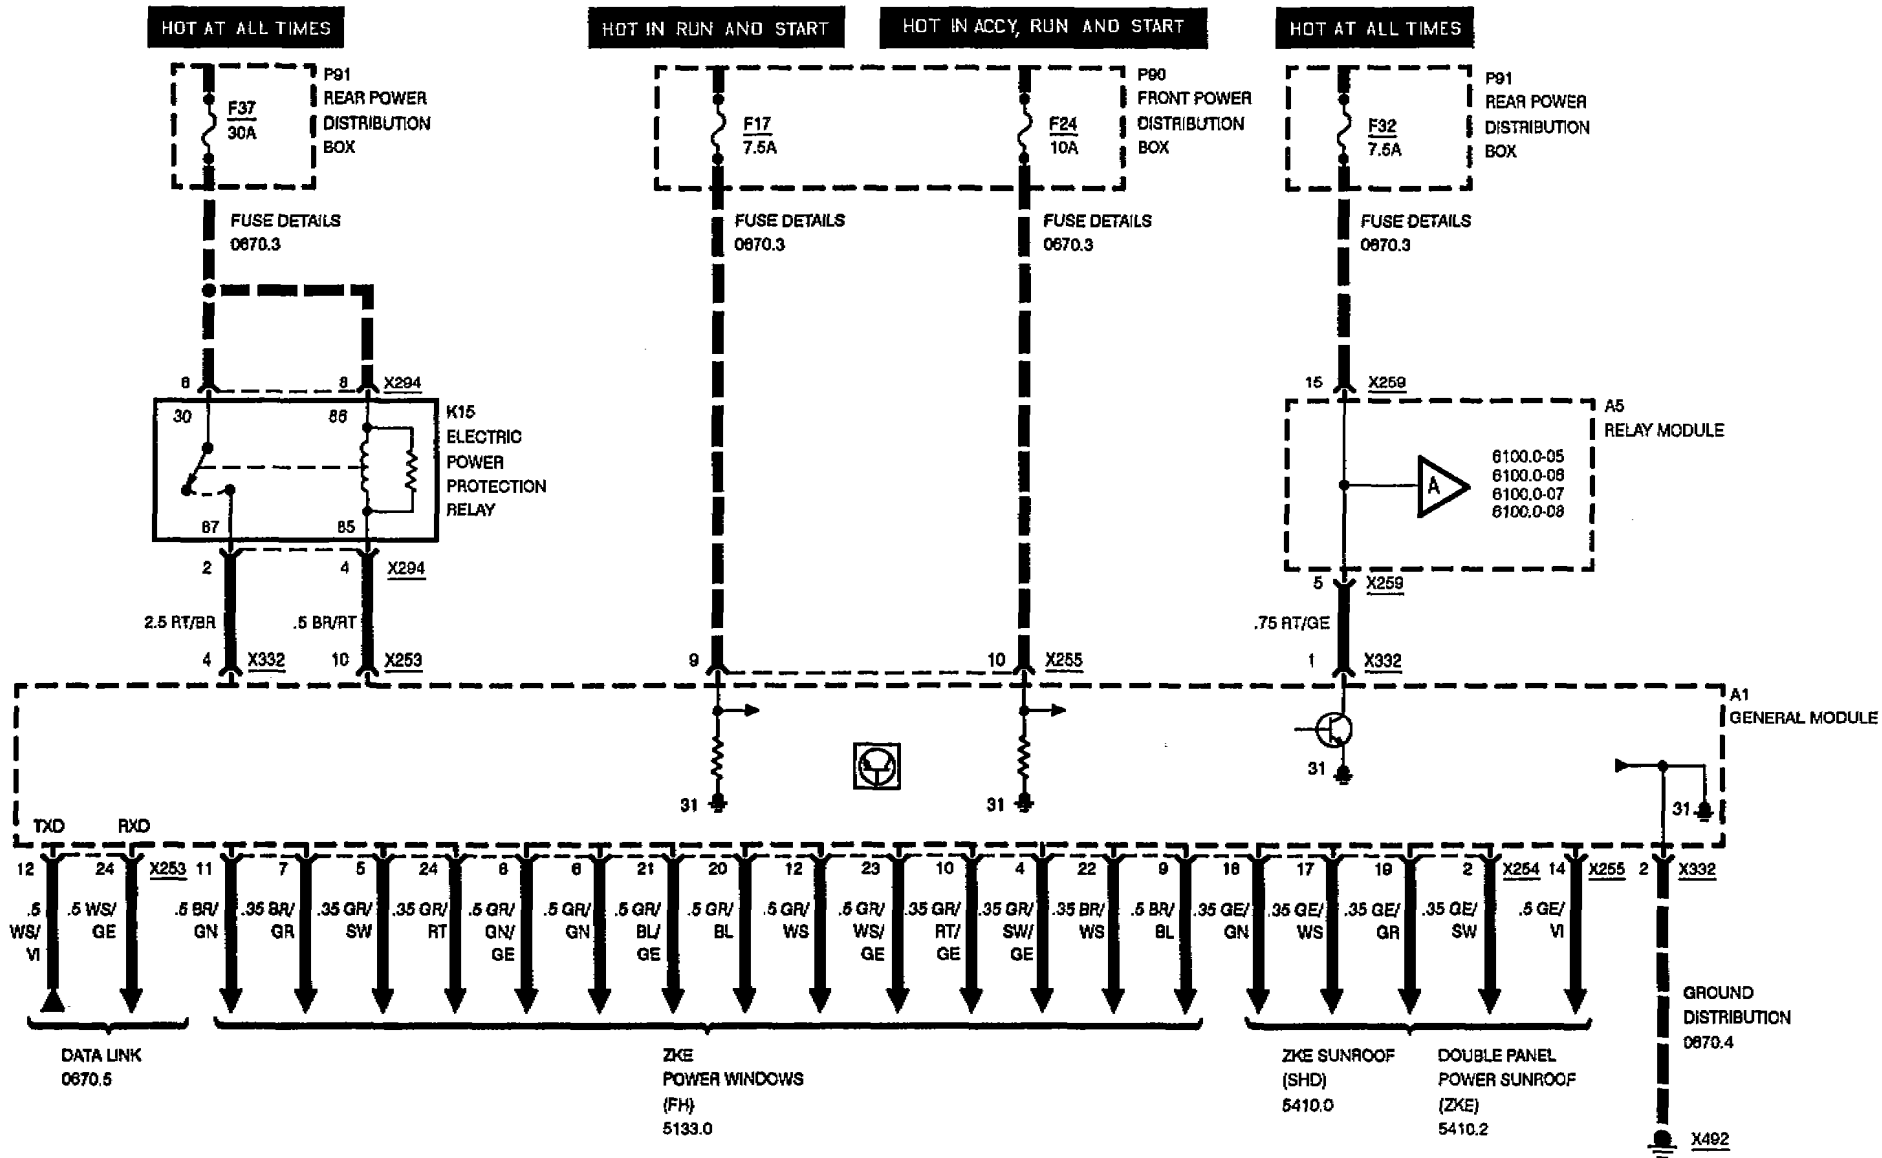 HOT AT ALL TIMES
HOT IN RUN AND START
HOT IN ACCY, RUN AND START
HOT AT ALL TIMES
F37
30A
P91
REAR POWER
DISTRIBUTION
BOX
F17
7.5A
F24
10A
P90
FRONT POWER
DISTRIBUTION
BOX
F32
7.5A
P91
REAR POWER
DISTRIBUTION
BOX
FUSE DETAILS
0670.3
FUSE DETAILS
0670.3
FUSE DETAILS
0670.3
FUSE DETAILS
0670.3
6 8 X294
30 86
K15
ELECTRIC
POWER
PROTECTION
RELAY
87 85
2 4 X294
2.5 RT/BR .5 BR/RT
4 X332 10 X253
9 10 X255
15 X259
A5
RELAY MODULE
A
6100.0-05
6100.0-06
6100.0-07
6100.0-08
5 X259
.75 RT/GE
1 X332
A1
GENERAL MODULE
31
31
31
31
TXD RXD
12 24 X253 11 7 5 24 8 6 21 20 12 23 10 4 22 9 18 17 19 2 X254 14 X255 2 X332
.5 WS/ VI
.5 WS/ GE
.5 BR/ GN
.35 BR/ GR
.35 GR/ SW
.35 GR/ RT
.5 GR/ GN/ GE
.5 GR/ GN
.5 GR/ BL/ GE
.5 GR/ BL
.5 GR/ WS
.5 GR/ WS/ GE
.35 GR/ RT/ GE
.35 GR/ SW/ GE
.35 BR/ WS
.5 BR/ BL
.35 GE/ GN
.35 GE/ WS
.35 GE/ GR
.35 GE/ SW
.5 GE/ VI
GROUND
DISTRIBUTION
0670.4
DATA LINK
0670.5
ZKE
POWER WINDOWS
(FH)
5133.0
ZKE SUNROOF
(SHD)
5410.0
DOUBLE PANEL
POWER SUNROOF
(ZKE)
5410.2
X492